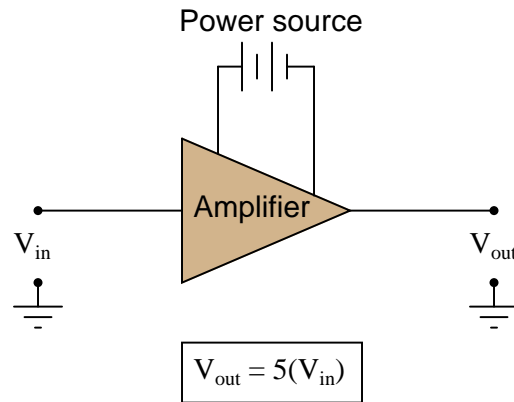 Power source
Amplifier
V_in
V_out
V_out = 5(V_in)